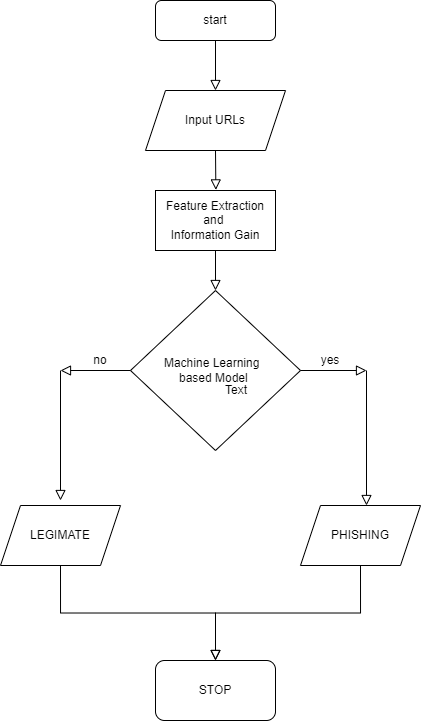 start
Input URLs
Feature Extraction
and
Information Gain
no
yes
Machine Learning
based Model
Text
LEGIMATE
PHISHING
STOP